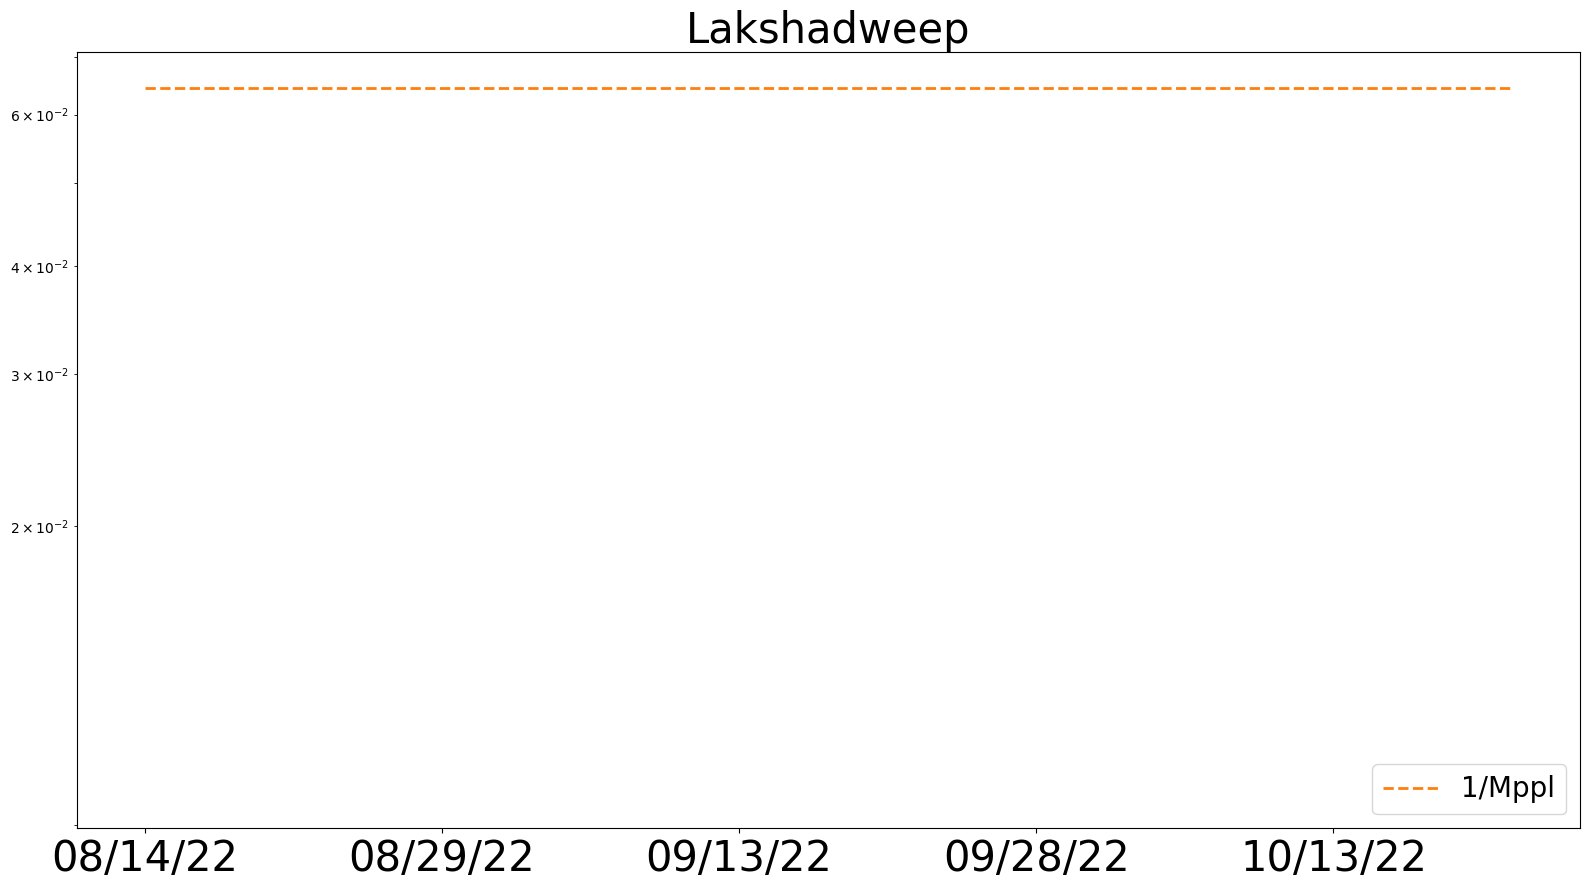 Lakshadweep
6 × 10⁻²
4 × 10⁻²
3 × 10⁻²
2 × 10⁻²
1/Mppl
08/14/22 08/29/22 09/13/22 09/28/22 10/13/22